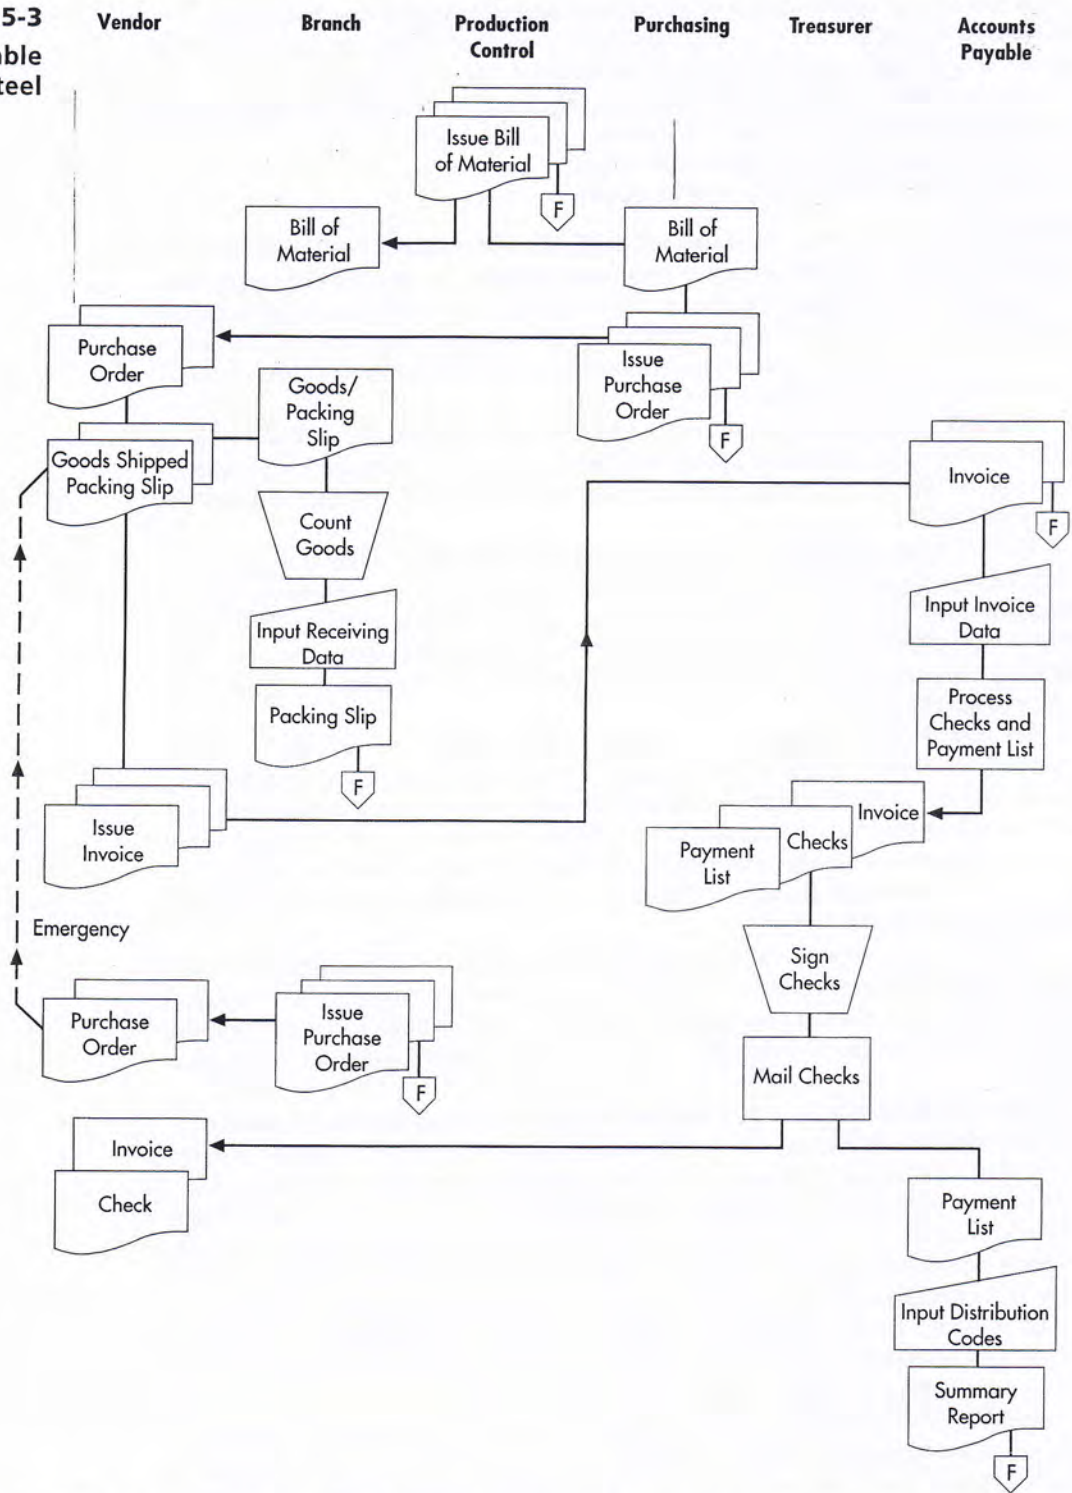 5-3
able
teel
Vendor
Branch
Production
Control
Purchasing
Treasurer
Accounts
Payable
Issue Bill
of Material
F
Bill of
Material
Bill of
Material
Purchase
Order
Issue
Purchase
Order
F
Goods/
Packing
Slip
Goods Shipped
Packing Slip
Invoice
F
Count
Goods
Input Receiving
Data
Input Invoice
Data
Packing Slip
F
Process
Checks and
Payment List
Issue
Invoice
Invoice
Checks
Payment
List
Emergency
Sign
Checks
Purchase
Order
Issue
Purchase
Order
F
Mail Checks
Invoice
Check
Payment
List
Input Distribution
Codes
Summary
Report
F